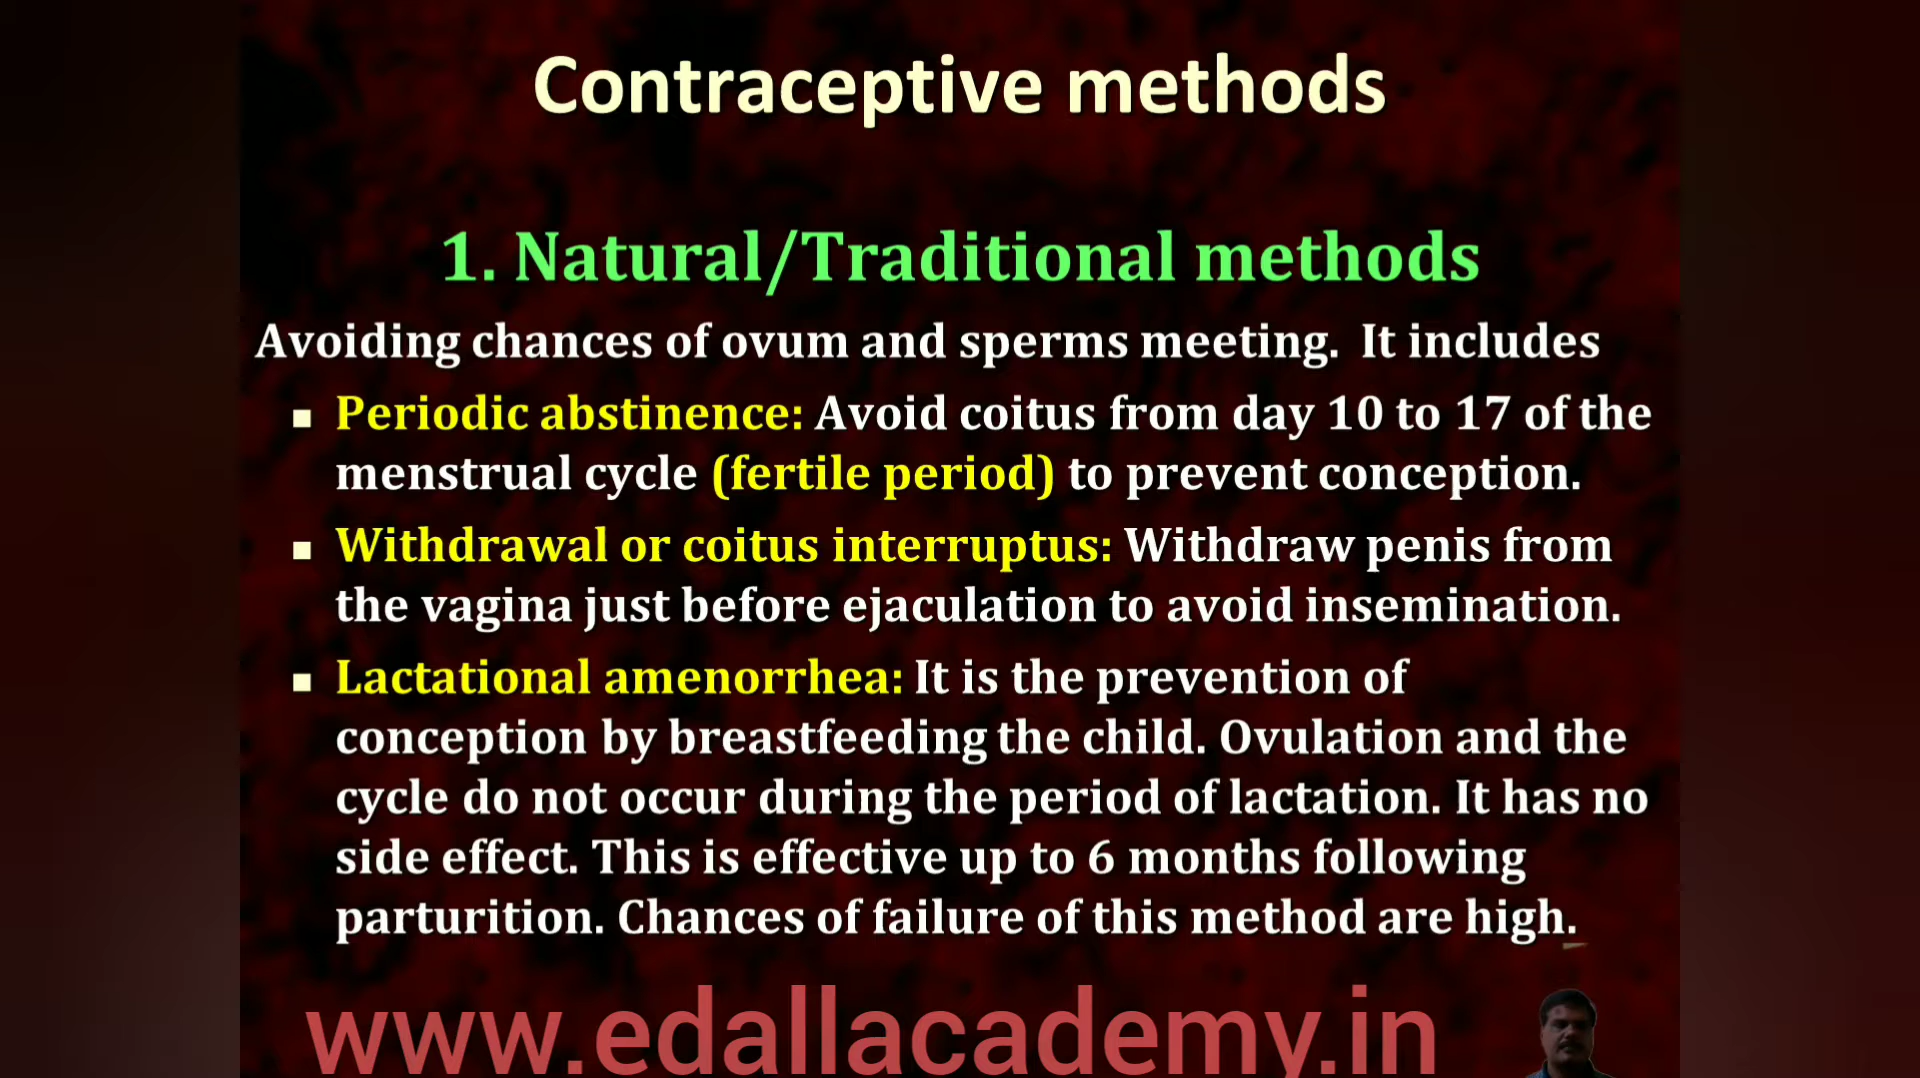 Contraceptive methods
1. Natural/Traditional methods
Avoiding chances of ovum and sperms meeting. It includes
▪ Periodic abstinence: Avoid coitus from day 10 to 17 of the
menstrual cycle (fertile period) to prevent conception.
▪ Withdrawal or coitus interruptus: Withdraw penis from
the vagina just before ejaculation to avoid insemination.
▪ Lactational amenorrhea: It is the prevention of
conception by breastfeeding the child. Ovulation and the
cycle do not occur during the period of lactation. It has no
side effect. This is effective up to 6 months following
parturition. Chances of failure of this method are high.
www.edallacademy.in